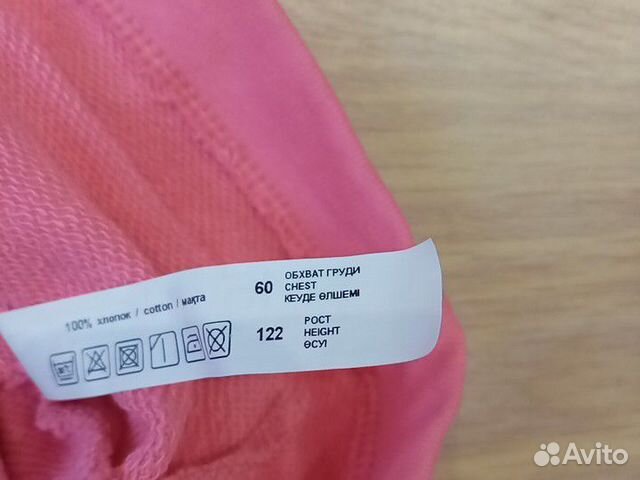 60 ОБХВАТ ГРУДИ
CHEST
КЕУДЕ ӨЛШЕМІ
100% хлопок / cotton / мақта
122 РОСТ
HEIGHT
ӨСУІ
Avito